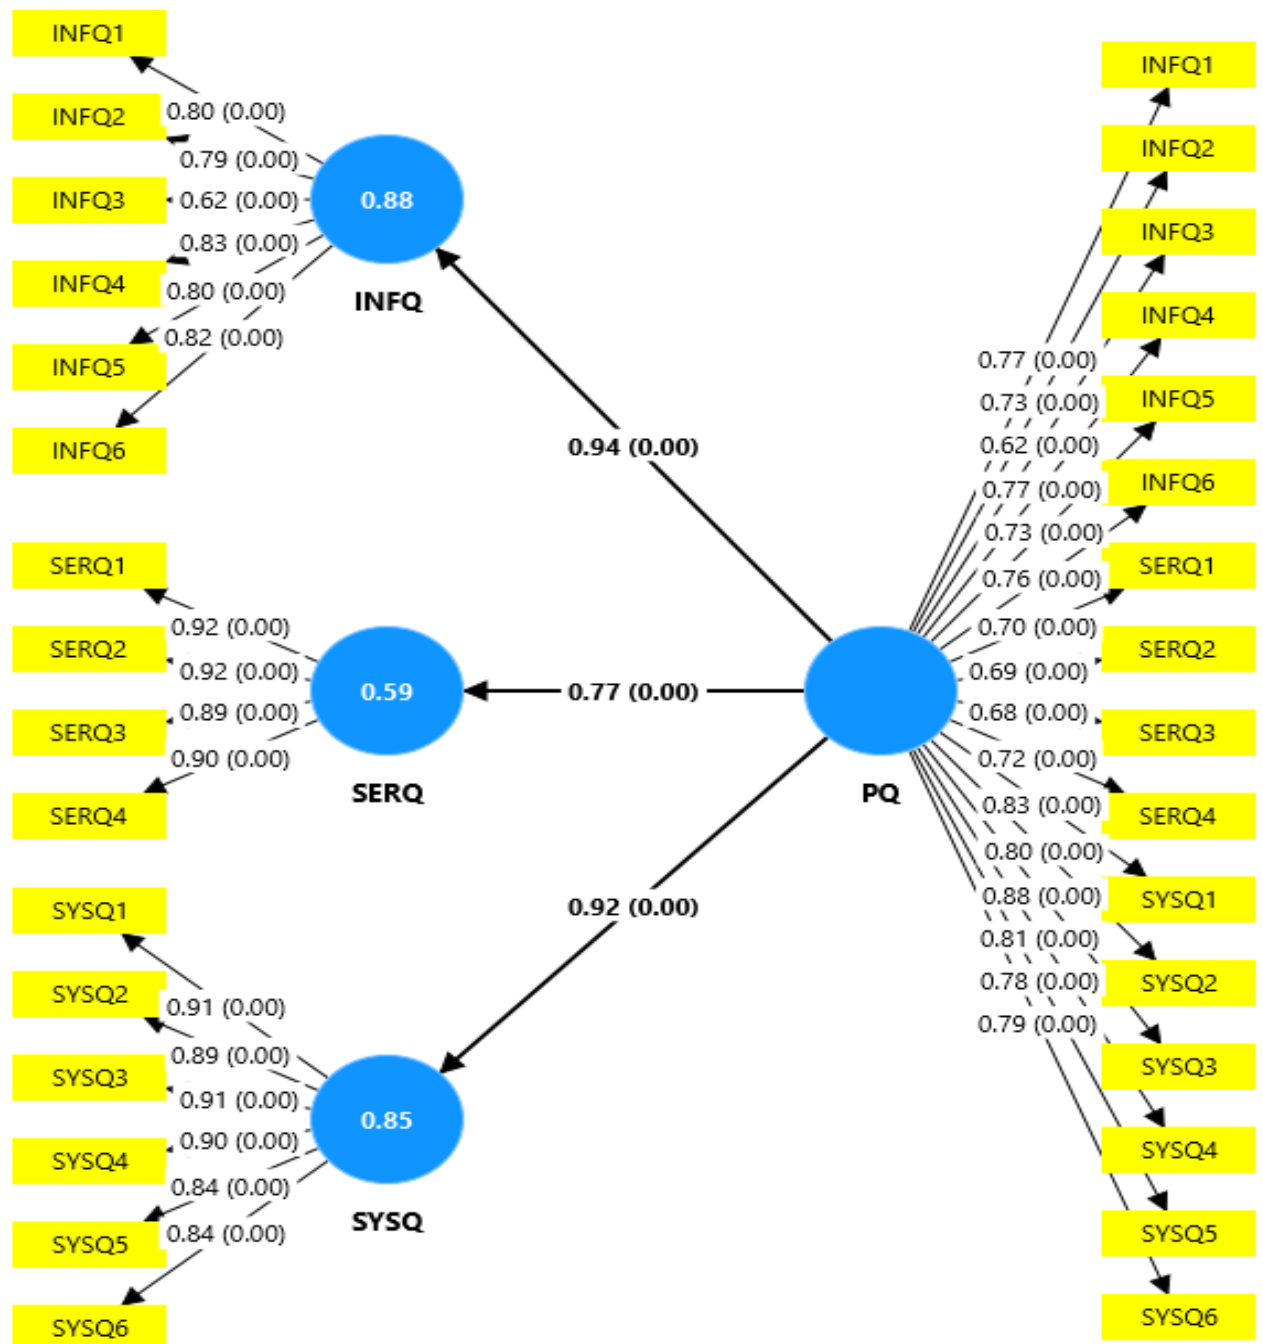 INFQ1
INFQ2
INFQ3
INFQ4
INFQ5
INFQ6
0.80 (0.00)
0.79 (0.00)
0.62 (0.00)
0.83 (0.00)
0.80 (0.00)
0.82 (0.00)
0.88
INFQ
SERQ1
SERQ2
SERQ3
SERQ4
0.92 (0.00)
0.92 (0.00)
0.89 (0.00)
0.90 (0.00)
0.59
SERQ
SYSQ1
SYSQ2
SYSQ3
SYSQ4
SYSQ5
SYSQ6
0.91 (0.00)
0.89 (0.00)
0.91 (0.00)
0.90 (0.00)
0.84 (0.00)
0.84 (0.00)
0.85
SYSQ
0.94 (0.00)
0.77 (0.00)
0.92 (0.00)
PQ
0.77 (0.00)
0.73 (0.00)
0.62 (0.00)
0.77 (0.00)
0.73 (0.00)
0.76 (0.00)
0.70 (0.00)
0.69 (0.00)
0.68 (0.00)
0.72 (0.00)
0.83 (0.00)
0.80 (0.00)
0.88 (0.00)
0.81 (0.00)
0.78 (0.00)
0.79 (0.00)
INFQ1
INFQ2
INFQ3
INFQ4
INFQ5
INFQ6
SERQ1
SERQ2
SERQ3
SERQ4
SYSQ1
SYSQ2
SYSQ3
SYSQ4
SYSQ5
SYSQ6